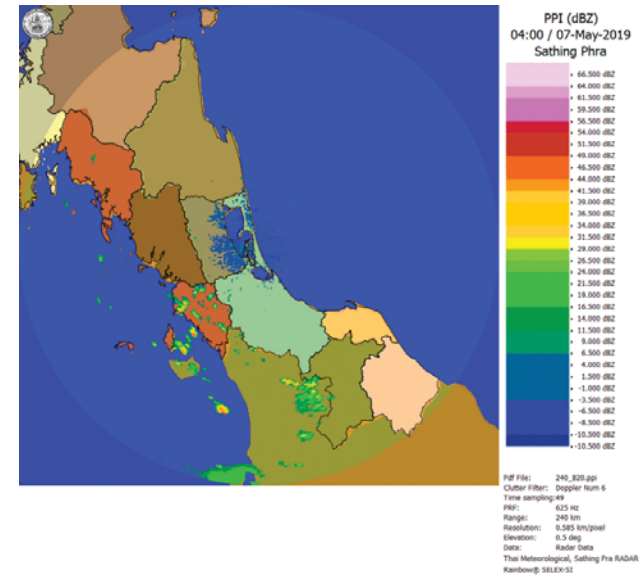 PPI (dBZ)
04:00 / 07-May-2019
Sathing Phra
66.500 dBZ
64.000 dBZ
61.500 dBZ
59.500 dBZ
56.500 dBZ
54.000 dBZ
51.500 dBZ
49.000 dBZ
46.500 dBZ
44.000 dBZ
41.500 dBZ
39.000 dBZ
36.500 dBZ
34.000 dBZ
31.500 dBZ
29.000 dBZ
26.500 dBZ
24.000 dBZ
21.500 dBZ
19.000 dBZ
16.500 dBZ
14.000 dBZ
11.500 dBZ
9.000 dBZ
6.500 dBZ
4.000 dBZ
1.500 dBZ
-1.000 dBZ
-3.500 dBZ
-6.500 dBZ
-8.500 dBZ
-10.500 dBZ
-10.500 dBZ
Pdf File: 240_820.ppi
Clutter Filter: Doppler Num 6
Time sampling:49
PRF: 625 Hz
Range: 240 km
Resolution: 0.585 km/pixel
Elevation: 0.5 deg
Data: Radar Data
Thai Meteorological, Sathing Pra RADAR
Rainbow® SELEX-SI